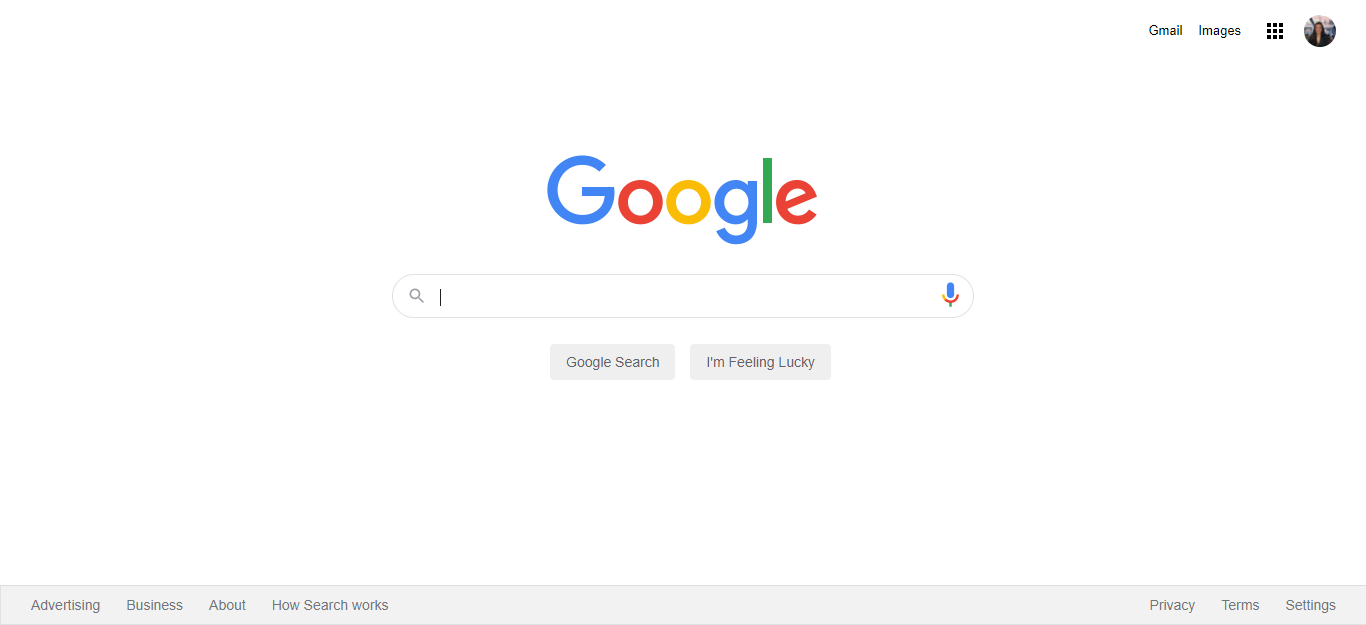 Gmail Images
Google
Google Search I'm Feeling Lucky
Advertising Business About How Search works Privacy Terms Settings